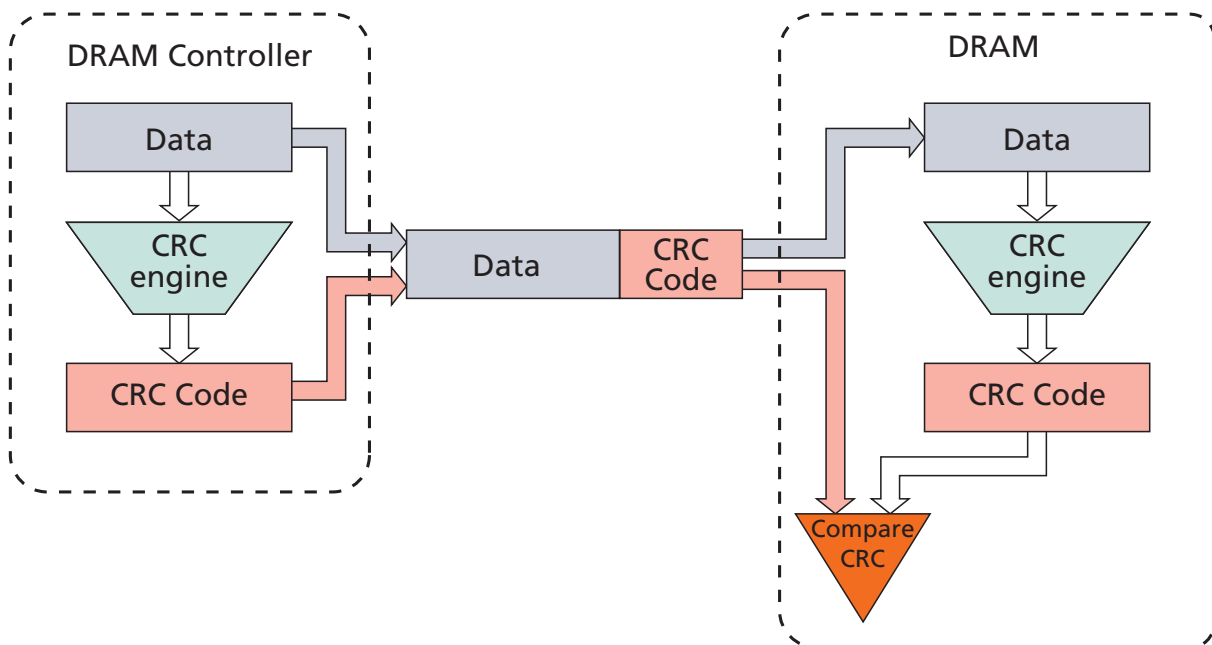 DRAM Controller
Data
CRC
engine
CRC Code
Data
CRC
Code
DRAM
Data
CRC
engine
CRC Code
Compare
CRC